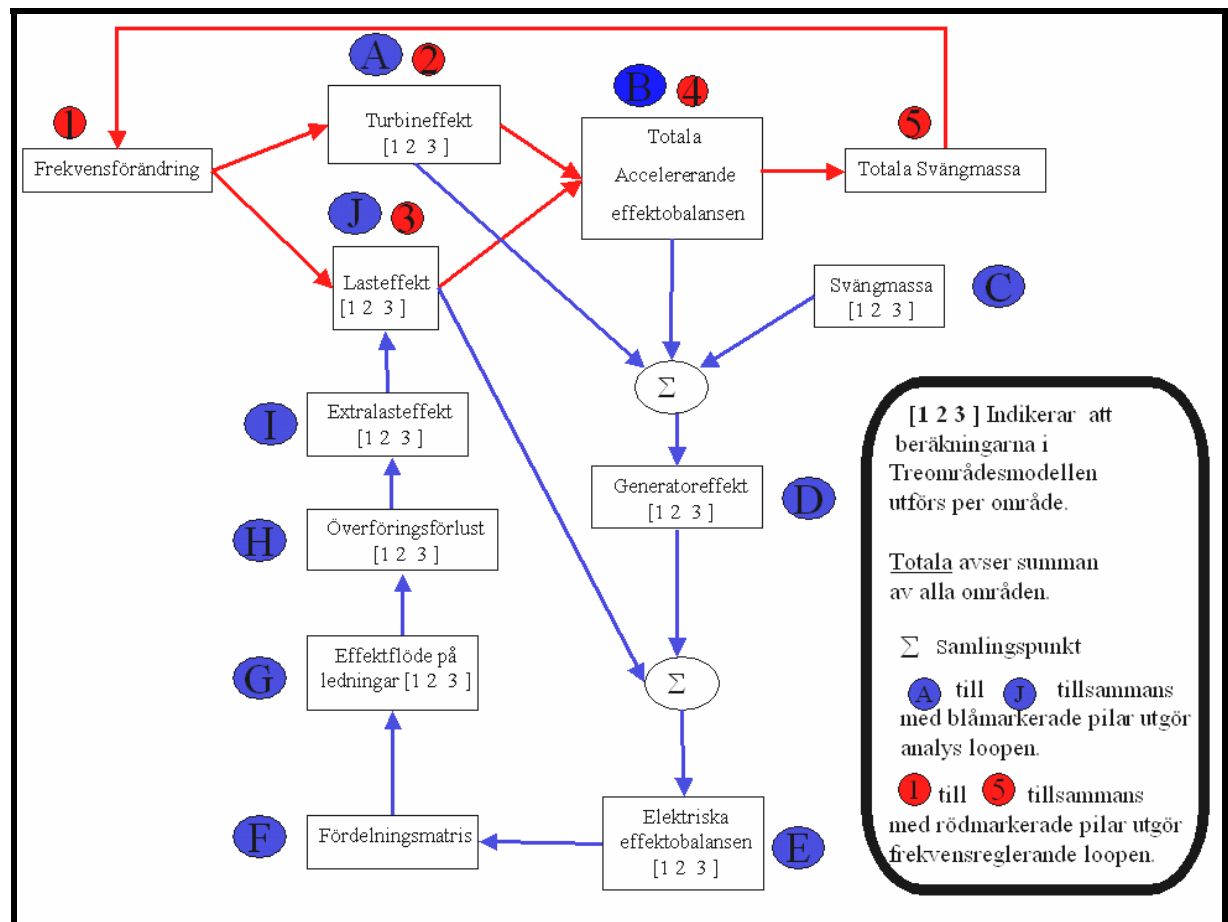 A
2
B
4
1
5
Turbineffekt
[1 2 3 ]
Totala
Accelererande
effektobalansen
Frekvensförändring
Totala Svängmassa
J
3
Lasteffekt
[1 2 3 ]
Svängmassa
[1 2 3 ]
C
Σ
I
Extralasteffekt
[1 2 3 ]
Generatoreffekt
[1 2 3 ]
D
H
Överföringsförlust
[1 2 3 ]
G
Effektflöde på
ledningar [1 2 3 ]
Σ
F
Fördelningsmatris
Elektriska
effektobalansen
[1 2 3 ]
E
[1 2 3 ] Indikerar att
beräkningarna i
Treområdesmodellen
utförs per område.
Totala avser summan
av alla områden.
Σ Samlingspunkt
A till J tillsammans
med blåmarkerade pilar utgör
analys loopen.
1 till 5 tillsammans
med rödmarkerade pilar utgör
frekvensreglerande loopen.